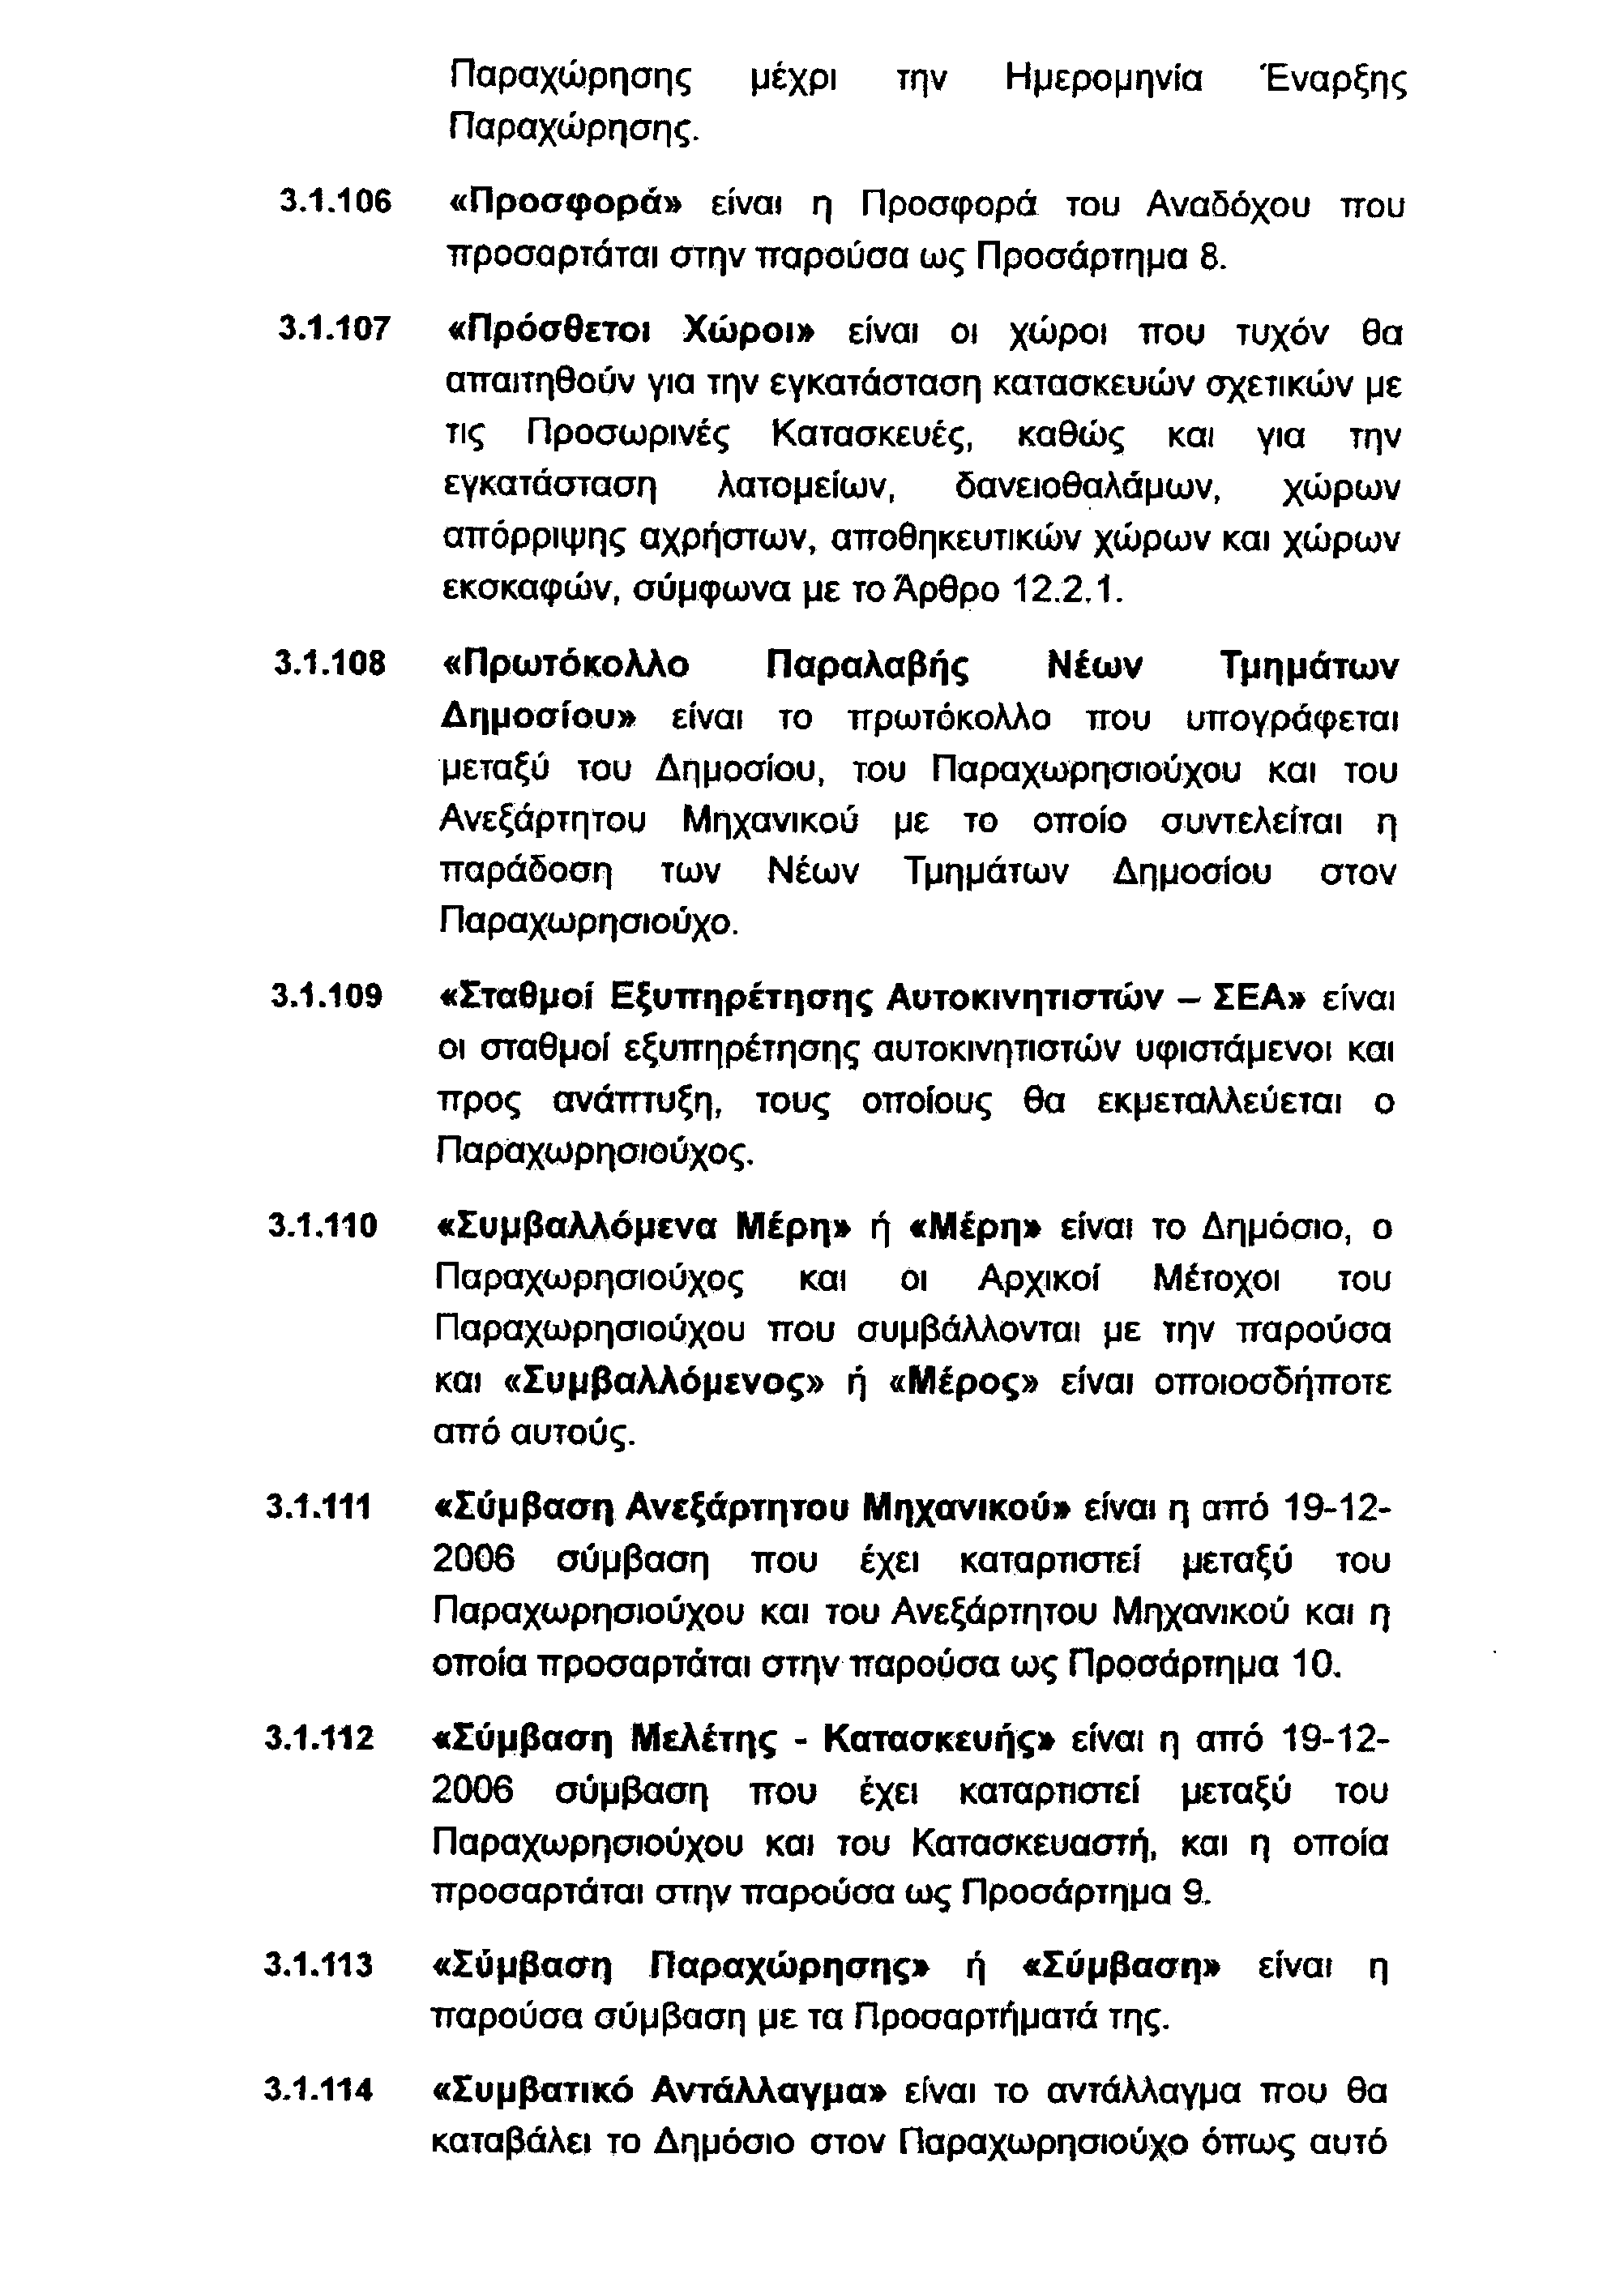 Παραχώρησης μέχρι την Ημερομηνία Έναρξης
Παραχώρησης.
3.1.106 «Προσφορά» είναι η Προσφορά του Αναδόχου που
προσαρτάται στην παρούσα ως Προσάρτημα 8.
3.1.107 «Πρόσθετοι Χώροι» είναι οι χώροι που τυχόν θα
απαιτηθούν για την εγκατάσταση κατασκευών σχετικών με
τις Προσωρινές Κατασκευές, καθώς και για την
εγκατάσταση λατομείων, δανειοθαλάμων, χώρων
απόρριψης αχρήστων, αποθηκευτικών χώρων και χώρων
εκσκαφών, σύμφωνα με το Άρθρο 12.2.1.
3.1.108 «Πρωτόκολλο Παραλαβής Νέων Τμημάτων
Δημοσίου» είναι το πρωτόκολλο που υπογράφεται
μεταξύ του Δημοσίου, του Παραχωρησιούχου και του
Ανεξάρτητου Μηχανικού με το οποίο συντελείται η
παράδοση των Νέων Τμημάτων Δημοσίου στον
Παραχωρησιούχο.
3.1.109 «Σταθμοί Εξυπηρέτησης Αυτοκινητιστών – ΣΕΑ» είναι
οι σταθμοί εξυπηρέτησης αυτοκινητιστών υφιστάμενοι και
προς ανάπτυξη, τους οποίους θα εκμεταλλεύεται ο
Παραχωρησιούχος.
3.1.110 «Συμβαλλόμενα Μέρη» ή «Μέρη» είναι το Δημόσιο, ο
Παραχωρησιούχος και οι Αρχικοί Μέτοχοι του
Παραχωρησιούχου που συμβάλλονται με την παρούσα
και «Συμβαλλόμενος» ή «Μέρος» είναι οποιοσδήποτε
από αυτούς.
3.1.111 «Σύμβαση Ανεξάρτητου Μηχανικού» είναι η από 19-12-
2006 σύμβαση που έχει καταρτιστεί μεταξύ του
Παραχωρησιούχου και του Ανεξάρτητου Μηχανικού και η
οποία προσαρτάται στην παρούσα ως Προσάρτημα 10.
3.1.112 «Σύμβαση Μελέτης - Κατασκευής» είναι η από 19-12-
2006 σύμβαση που έχει καταρτιστεί μεταξύ του
Παραχωρησιούχου και του Κατασκευαστή, και η οποία
προσαρτάται στην παρούσα ως Προσάρτημα 9.
3.1.113 «Σύμβαση Παραχώρησης» ή «Σύμβαση» είναι η
παρούσα σύμβαση με τα Προσαρτήματά της.
3.1.114 «Συμβατικό Αντάλλαγμα» είναι το αντάλλαγμα που θα
καταβάλει το Δημόσιο στον Παραχωρησιούχο όπως αυτό